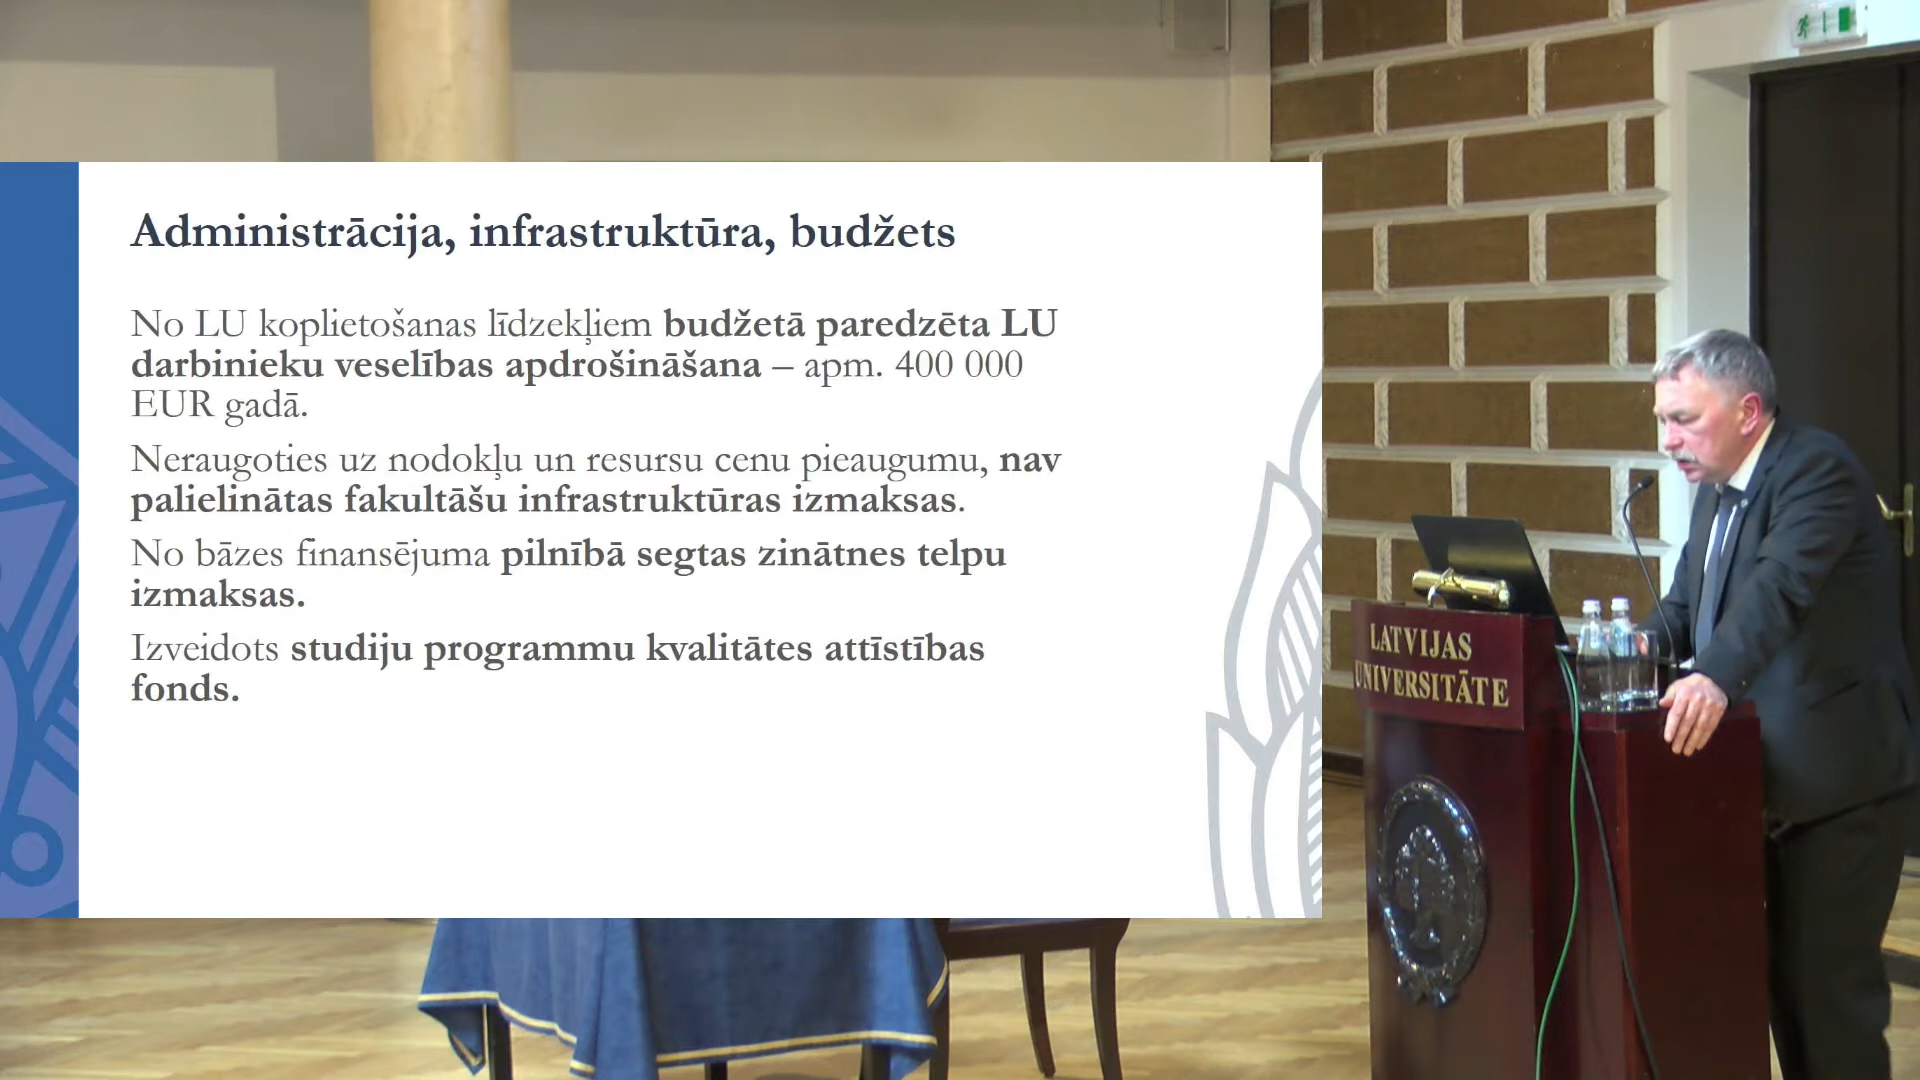 Administrācija, infrastruktūra, budžets
No LU koplietošanas līdzekļiem budžetā paredzēta LU
darbinieku veselības apdrošināšana – apm. 400 000
EUR gadā.
Neraugoties uz nodokļu un resursu cenu pieaugumu, nav
palielinātas fakultāšu infrastruktūras izmaksas.
No bāzes finansējuma pilnībā segtas zinātnes telpu
izmaksas.
Izveidots studiju programmu kvalitātes attīstības
fonds.
LATVIJAS
UNIVERSITĀTE